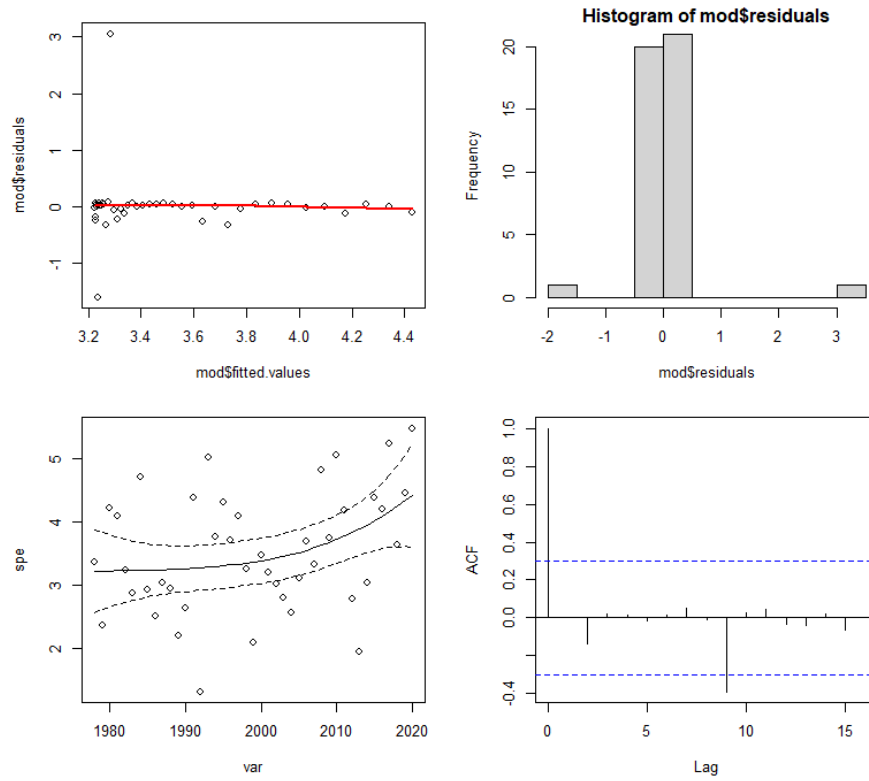 mod$residuals
3
2
1
0
-1
3.2 3.4 3.6 3.8 4.0 4.2 4.4
mod$fitted.values
Histogram of mod$residuals
Frequency
20
15
10
5
0
-2 -1 0 1 2 3
mod$residuals
spe
5
4
3
2
1980 1990 2000 2010 2020
var
ACF
1.0
0.8
0.6
0.4
0.2
0.0
-0.4
0 5 10 15
Lag